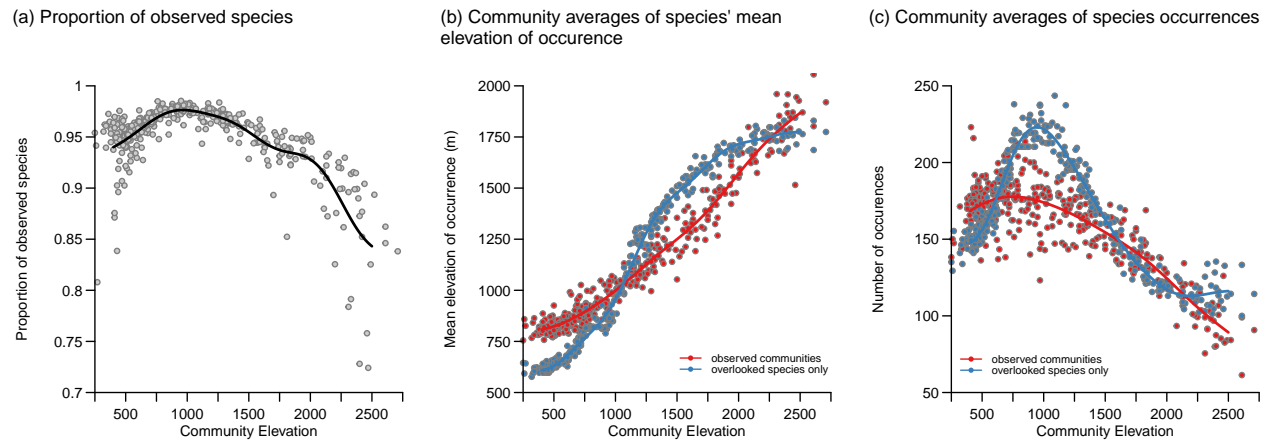 (a) Proportion of observed species
(b) Community averages of species' mean
elevation of occurence
(c) Community averages of species occurrences
Proportion of observed species
1
0.95
0.9
0.85
0.8
0.75
0.7
500
1000
1500
2000
2500
Community Elevation
Mean elevation of occurrence (m)
2000
1750
1500
1250
1000
750
500
observed communities
overlooked species only
500
1000
1500
2000
2500
Community Elevation
Number of occurences
250
200
150
100
50
observed communities
overlooked species only
500
1000
1500
2000
2500
Community Elevation